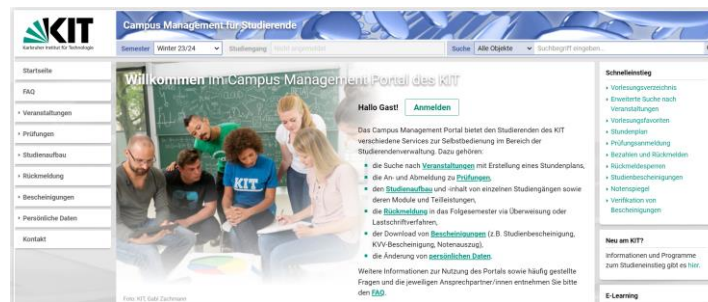 KIT
Karlsruher Institut für Technologie
Campus Management für Studierende
Semester Winter 23/24 Studiengang Nicht angemeldet Suche Alle Objekte Suchbegriff eingeben..
Startseite
FAQ
Veranstaltungen
Prüfungen
Studienaufbau
Rückmeldung
Bescheinigungen
Persönliche Daten
Kontakt
Willkommen im Campus Management Portal des KIT
KIT
Foto: KIT, Gabi Zachmann
Hallo Gast! Anmelden
Das Campus Management Portal bietet den Studierenden des KIT
verschiedene Services zur Selbstbedienung im Bereich der
Studierendenverwaltung. Dazu gehören:
die Suche nach Veranstaltungen mit Erstellung eines Stundenplans,
die An- und Abmeldung zu Prüfungen,
den Studienaufbau und -inhalt von einzelnen Studiengängen sowie
deren Module und Teilleistungen,
die Rückmeldung in das Folgesemester via Überweisung oder
Lastschriftverfahren,
der Download von Bescheinigungen (z.B. Studienbescheinigung,
KVV-Bescheinigung, Notenauszug),
die Änderung von persönlichen Daten.
Weitere Informationen zur Nutzung des Portals sowie häufig gestellte
Fragen und die jeweiligen Ansprechpartner/innen entnehmen Sie bitte
den FAQ.
Schnelleinstieg
Vorlesungsverzeichnis
Erweiterte Suche nach
Veranstaltungen
Vorlesungsfavoriten
Stundenplan
Prüfungsanmeldung
Bezahlen und Rückmelden
Rückmeldesperren
Studienbescheinigungen
Notenspiegel
Verifikation von
Bescheinigungen
Neu am KIT?
Informationen und Programme
zum Studieneinstieg gibt es hier.
E-Learning